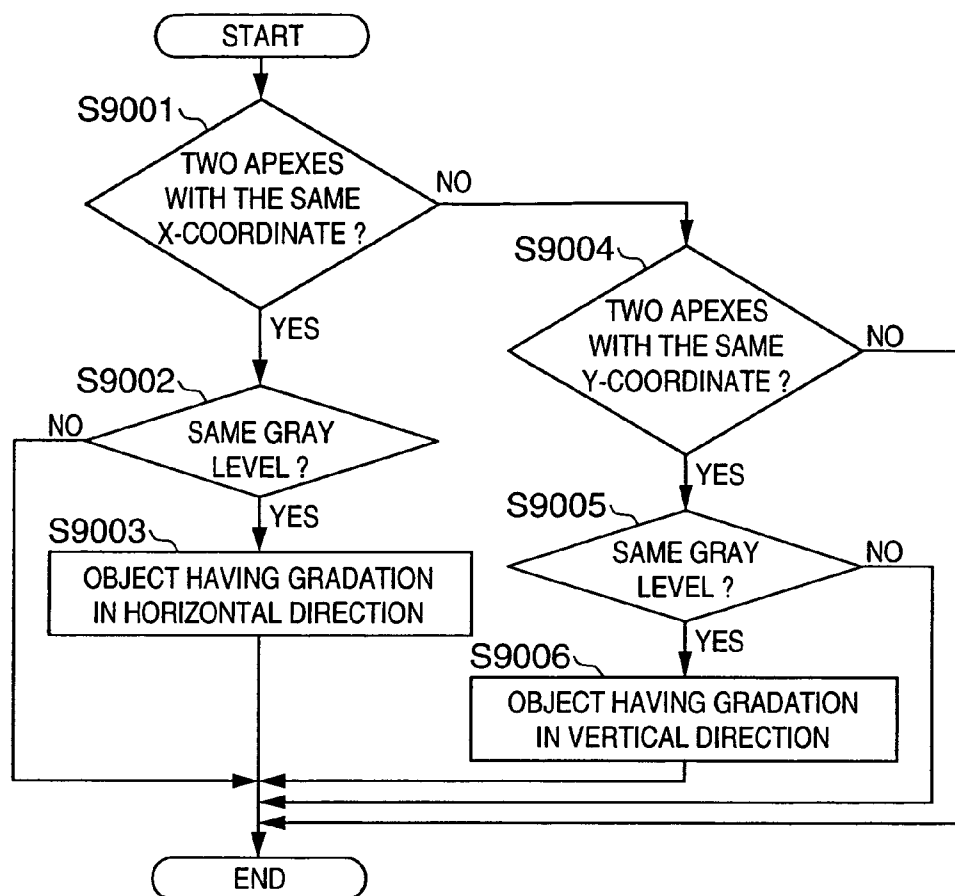 START
S9001
TWO APEXES
WITH THE SAME
X-COORDINATE ?
NO
YES
S9002
NO
SAME GRAY
LEVEL ?
YES
S9003
OBJECT HAVING GRADATION
IN HORIZONTAL DIRECTION
S9004
TWO APEXES
WITH THE SAME
Y-COORDINATE ?
NO
YES
S9005
SAME GRAY
LEVEL ?
NO
YES
S9006
OBJECT HAVING GRADATION
IN VERTICAL DIRECTION
END